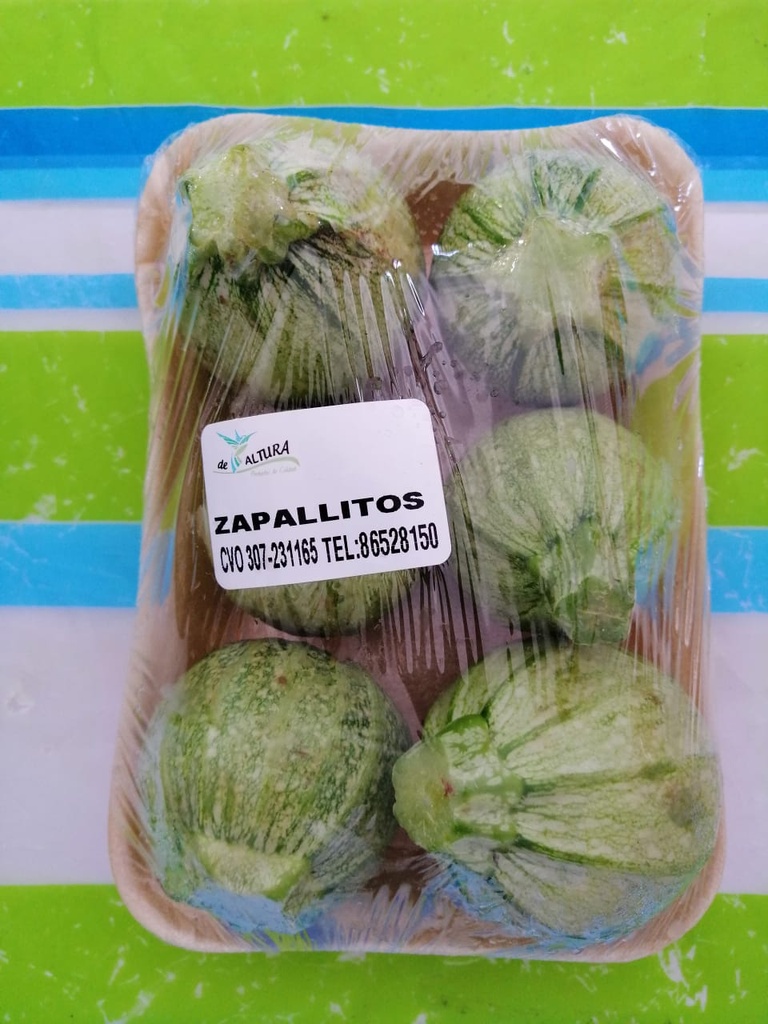 de ALTURA
ZAPALLITOS
CVO 307-231165 TEL:86528150